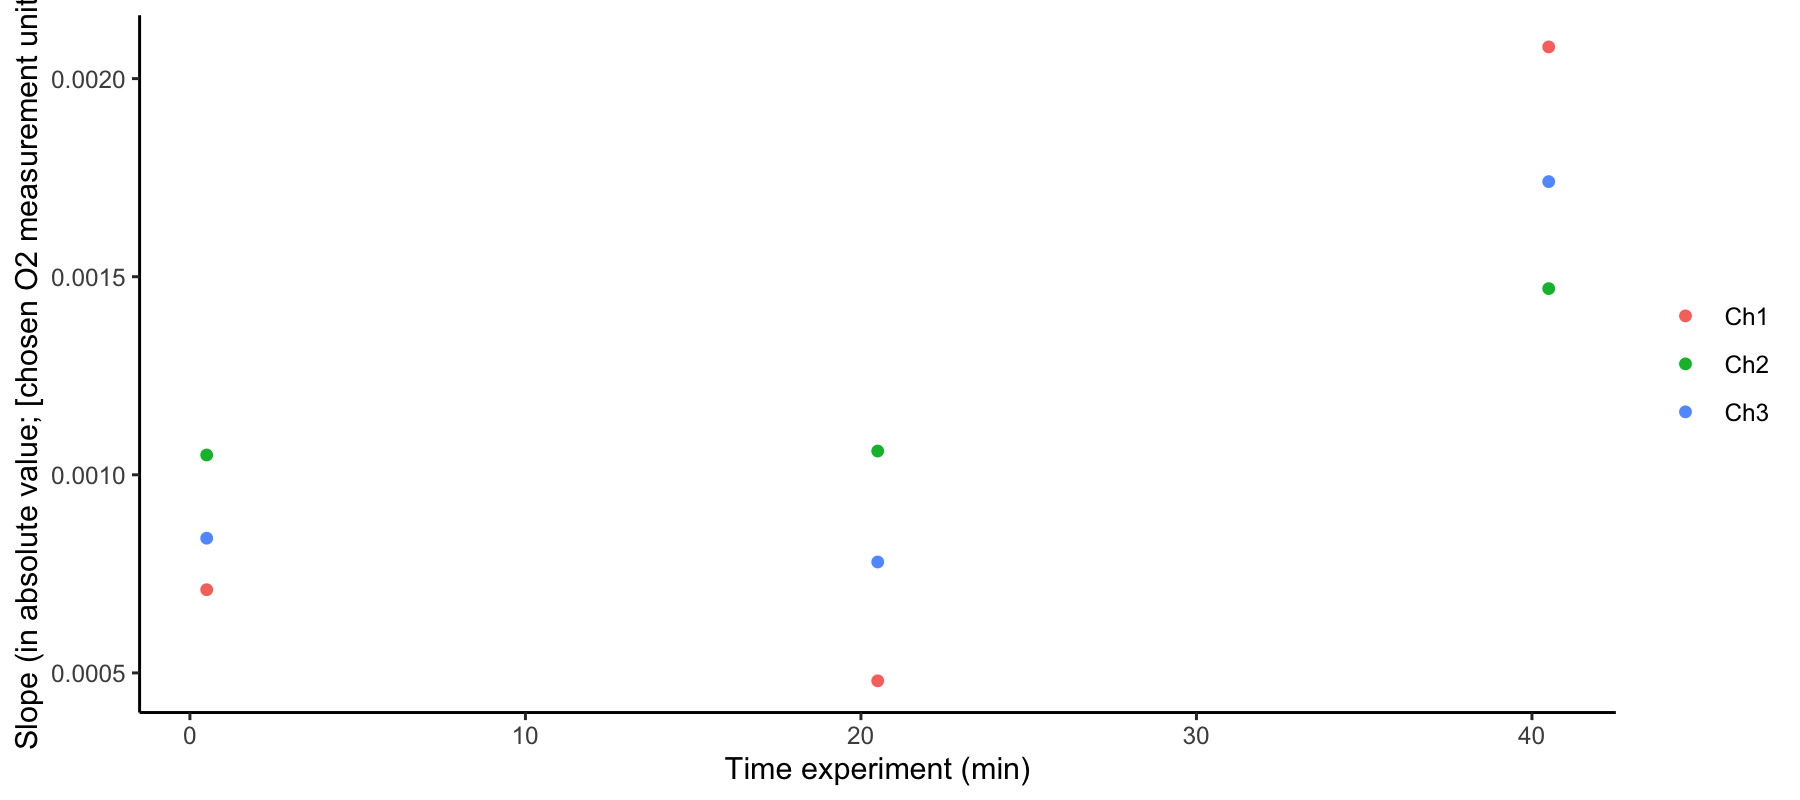 Slope (in absolute value; [chosen O2 measurement unit
0.0020
0.0015
0.0010
0.0005
0 10 20 30 40
Time experiment (min)
Ch1
Ch2
Ch3